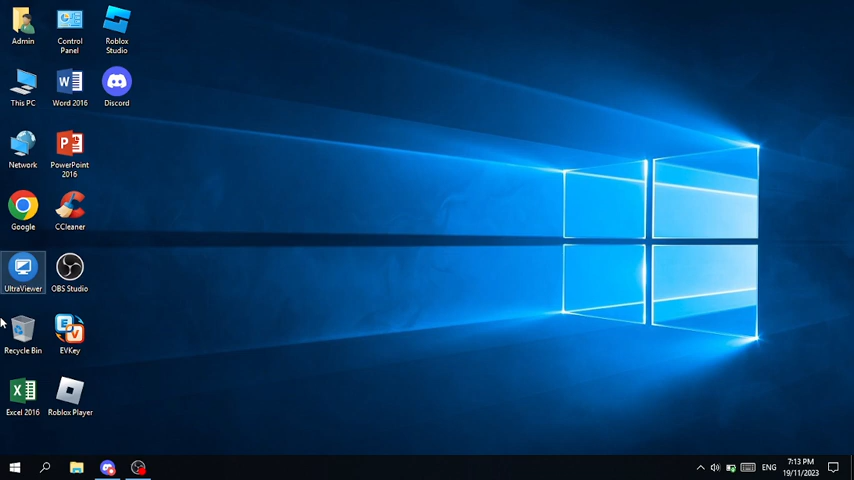 Admin
Control
Panel
Roblox
Studio
This PC
Word 2016
Discord
Network
PowerPoint
2016
Google
CCleaner
UltraViewer
OBS Studio
Recycle Bin
EVKey
Excel 2016
Roblox Player
ENG
7:13 PM
19/11/2023